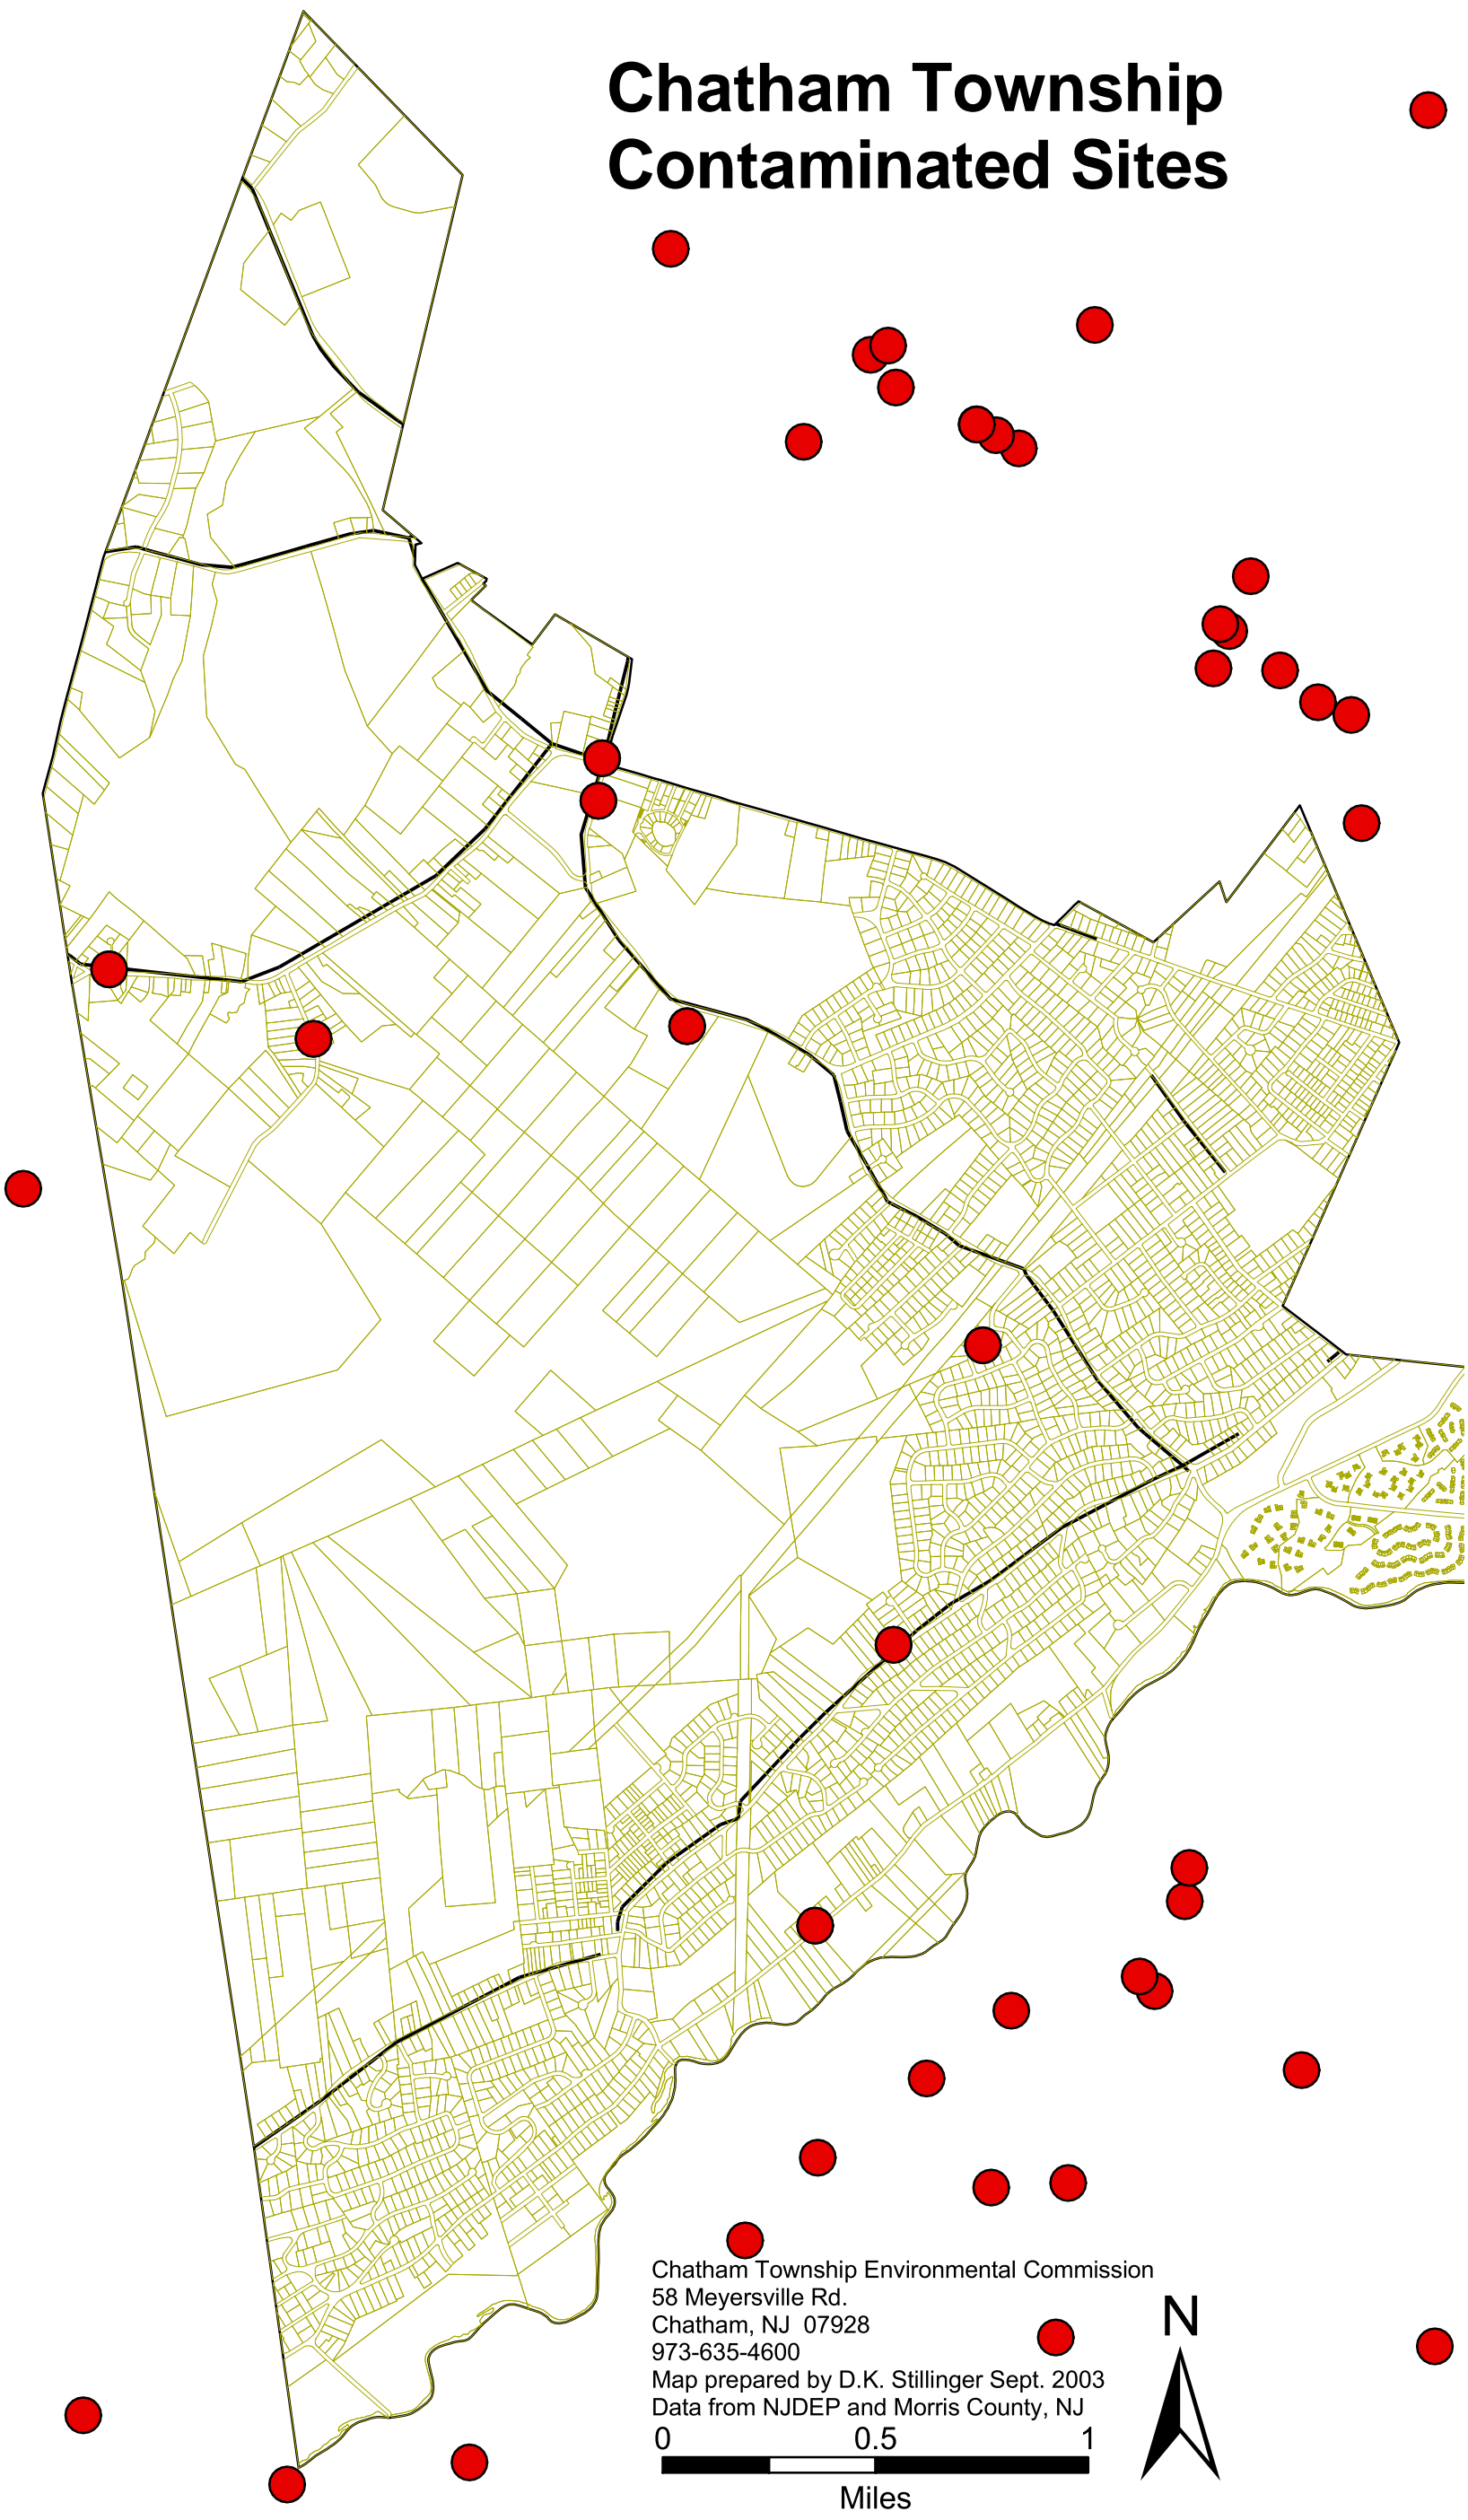 Chatham Township
Contaminated Sites
Chatham Township Environmental Commission
58 Meyersville Rd.
Chatham, NJ  07928
973-635-4600
Map prepared by D.K. Stillinger Sept. 2003
Data from NJDEP and Morris County, NJ
0 0.5 1
Miles
N